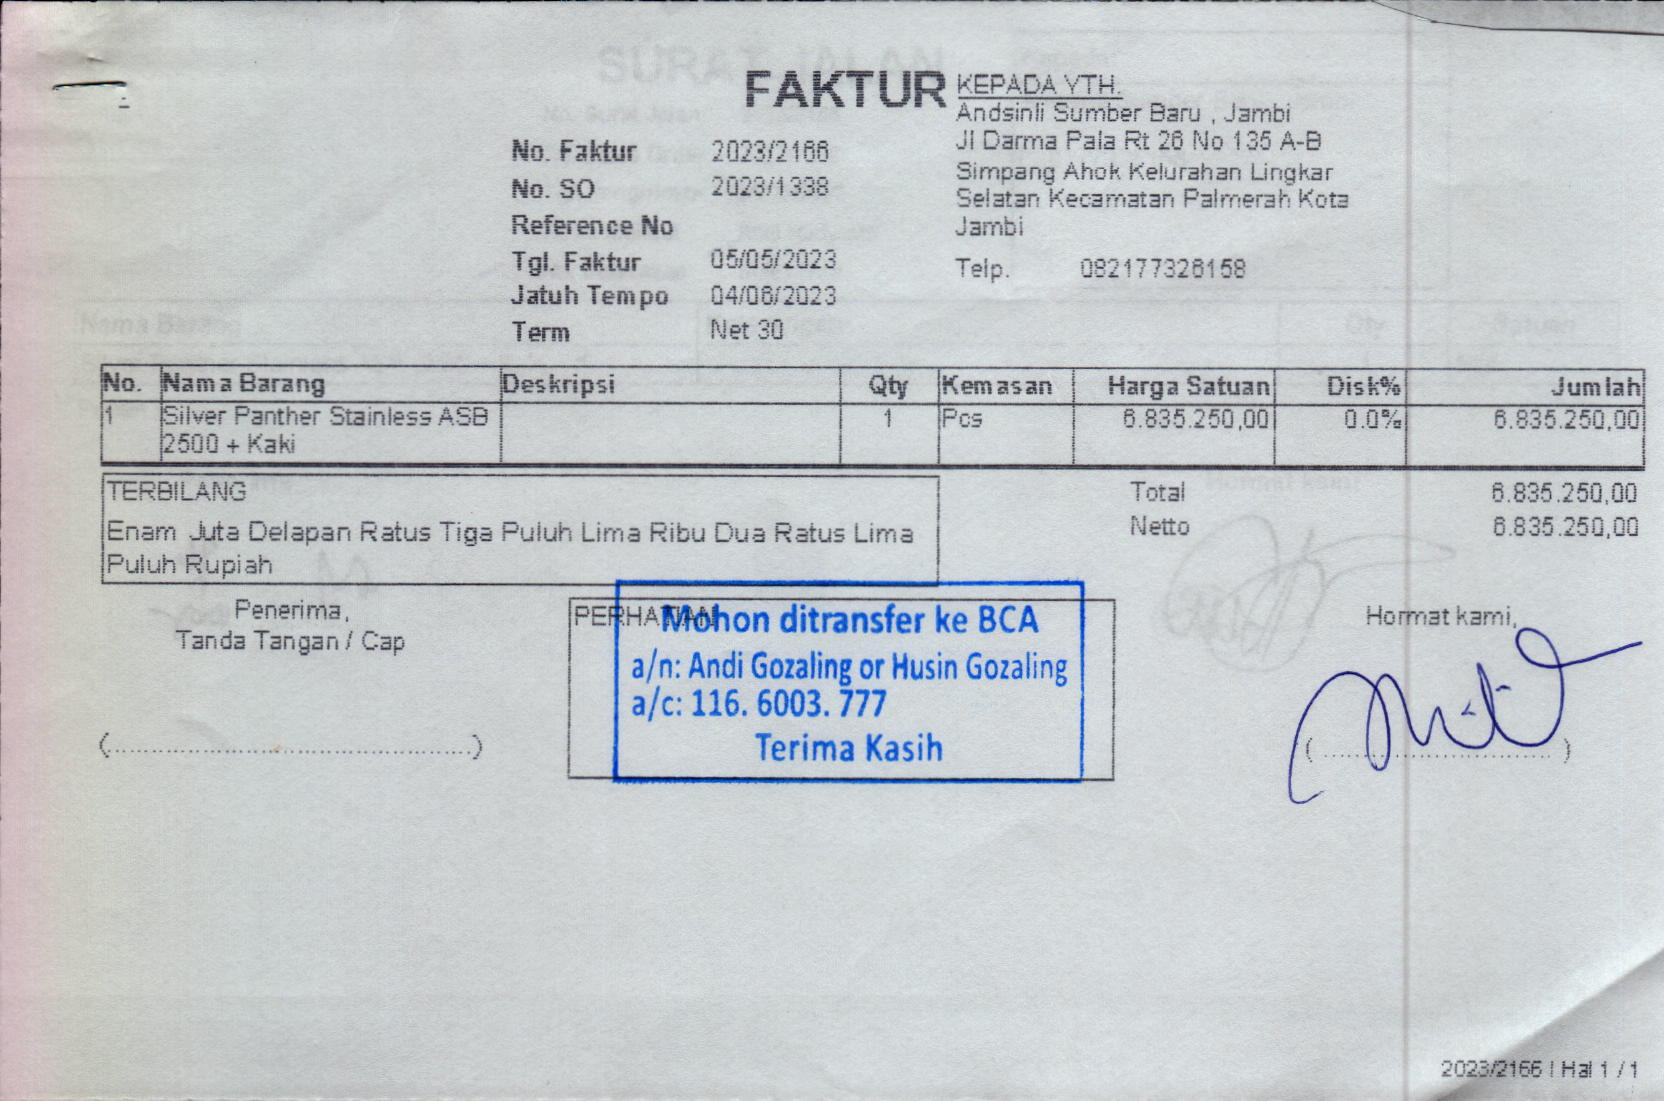 FAKTUR
No. Faktur 2023/2166
No. SO 2023/1338
Reference No
Tgl. Faktur 05/05/2023
Jatuh Tempo 04/06/2023
Term Net 30
KEPADA YTH.
Andsinli Sumber Baru , Jambi
Jl Darma Pala Rt 26 No 135 A-B
Simpang Ahok Kelurahan Lingkar
Selatan Kecamatan Palmerah Kota
Jambi
Telp. 082177326158
No. Nama Barang Deskripsi Qty Kemasan Harga Satuan Disk% Jumlah
1 Silver Panther Stainless ASB 1 Pcs 6.835.250,00 0.0% 6.835.250,00
2500 + Kaki
TERBILANG
Enam Juta Delapan Ratus Tiga Puluh Lima Ribu Dua Ratus Lima
Puluh Rupiah
Total 6.835.250,00
Netto 6.835.250,00
Penerima,
Tanda Tangan / Cap
(....................................................)
PERHATIAN
Mohon ditransfer ke BCA
a/n: Andi Gozaling or Husin Gozaling
a/c: 116. 6003. 777
Terima Kasih
Hormat kami,
(................................)
2023/2166 | Hal 1 / 1